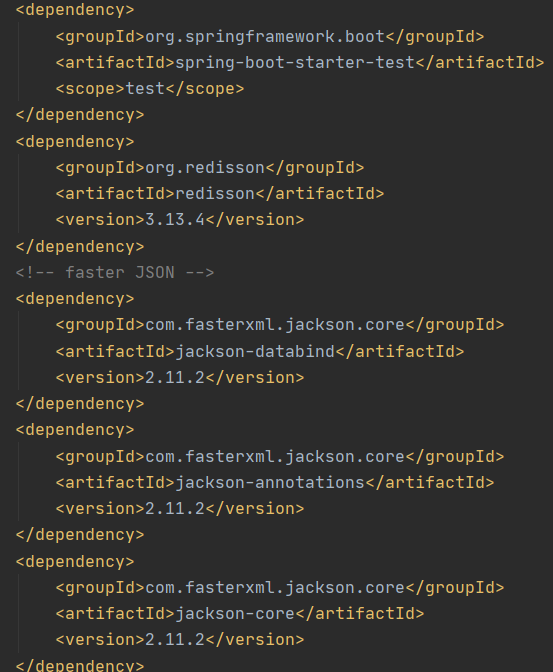 <dependency>
    <groupId>org.springframework.boot</groupId>
    <artifactId>spring-boot-starter-test</artifactId>
    <scope>test</scope>
</dependency>
<dependency>
    <groupId>org.redisson</groupId>
    <artifactId>redisson</artifactId>
    <version>3.13.4</version>
</dependency>
<!-- faster JSON -->
<dependency>
    <groupId>com.fasterxml.jackson.core</groupId>
    <artifactId>jackson-databind</artifactId>
    <version>2.11.2</version>
</dependency>
<dependency>
    <groupId>com.fasterxml.jackson.core</groupId>
    <artifactId>jackson-annotations</artifactId>
    <version>2.11.2</version>
</dependency>
<dependency>
    <groupId>com.fasterxml.jackson.core</groupId>
    <artifactId>jackson-core</artifactId>
    <version>2.11.2</version>
</dependency>